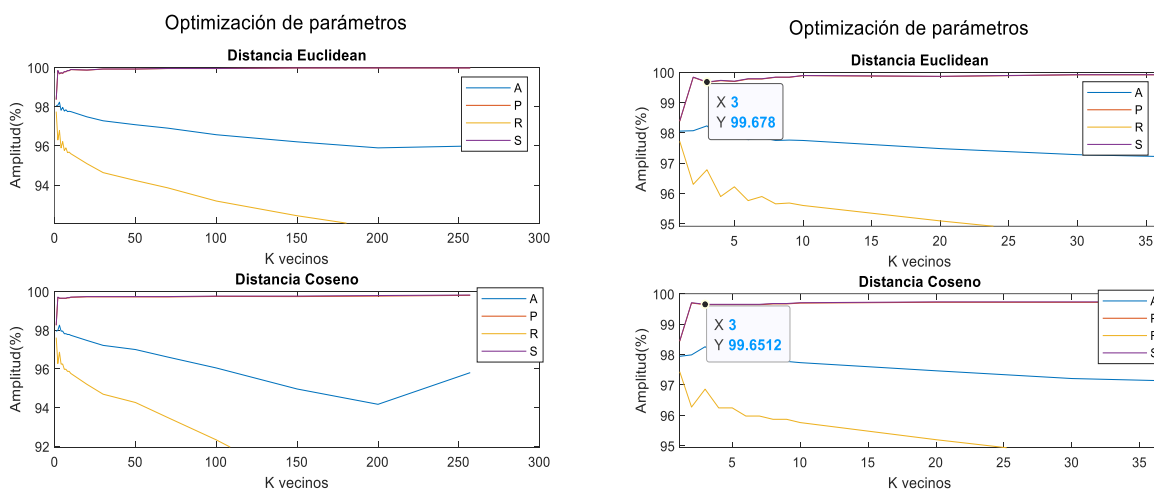 Optimización de parámetros
Distancia Euclidean
100
98
96
94
Amplitud(%)
0 50 100 150 200 250 300
K vecinos
A
P
R
S
Distancia Coseno
100
98
96
94
92
Amplitud(%)
0 50 100 150 200 250 300
K vecinos
A
P
R
S
Optimización de parámetros
Distancia Euclidean
100
99
98
97
96
95
Amplitud(%)
X 3
Y 99.678
5 10 15 20 25 30 35
K vecinos
A
P
R
S
Distancia Coseno
100
99
98
97
96
95
Amplitud(%)
X 3
Y 99.6512
5 10 15 20 25 30 35
K vecinos
A
P
R
S